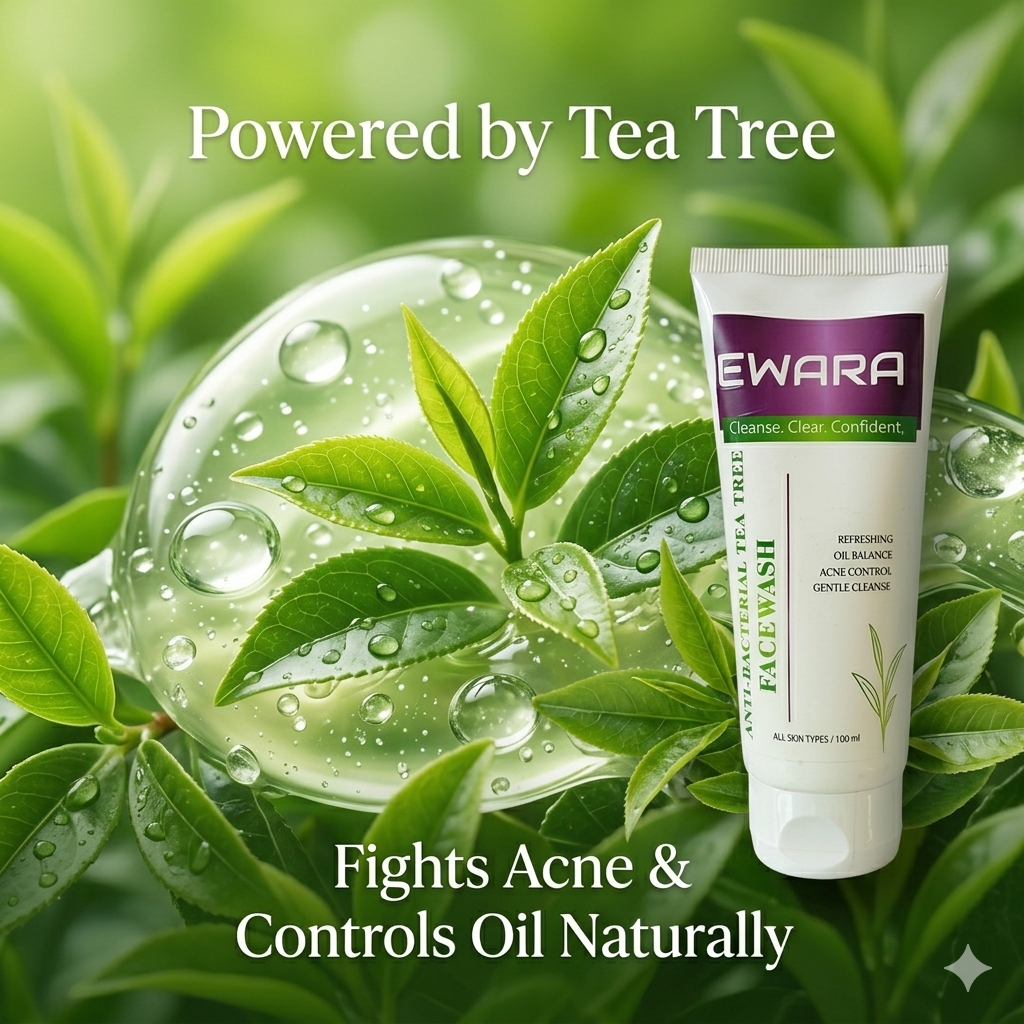 Powered by Tea Tree
EWARA
Cleanse. Clear. Confident,
ANTI-BACTERIAL TEA TREE
FACEWASH
REFRESHING
OIL BALANCE
ACNE CONTROL
GENTLE CLEANSE
ALL SKIN TYPES / 100 ml
Fights Acne &
Controls Oil Naturally